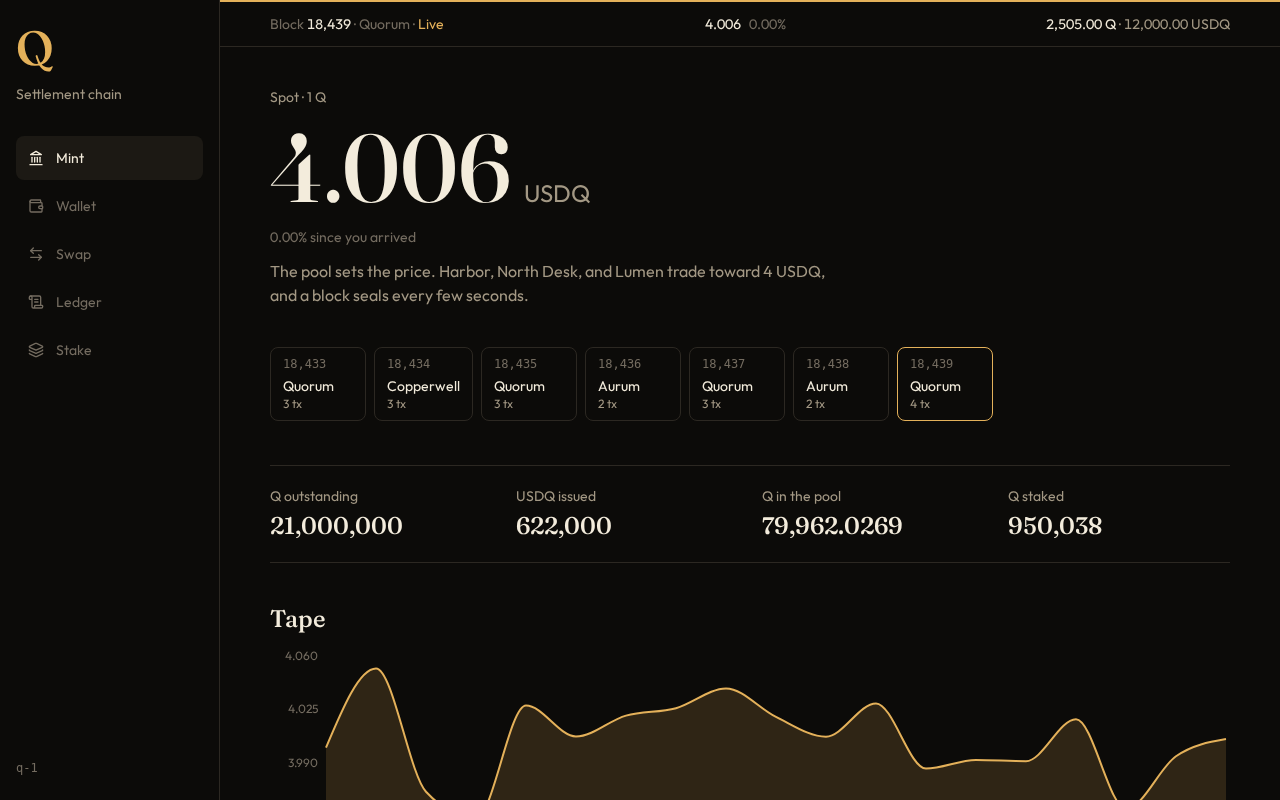 Q
Settlement chain
Mint
Wallet
Swap
Ledger
Stake
q-1
Block 18,439 · Quorum · Live
4.006 0.00%
2,505.00 Q · 12,000.00 USDQ
Spot · 1 Q
4.006 USDQ
0.00% since you arrived
The pool sets the price. Harbor, North Desk, and Lumen trade toward 4 USDQ,
and a block seals every few seconds.
18,433
Quorum
3 tx
18,434
Copperwell
3 tx
18,435
Quorum
3 tx
18,436
Aurum
2 tx
18,437
Quorum
3 tx
18,438
Aurum
2 tx
18,439
Quorum
4 tx
Q outstanding
21,000,000
USDQ issued
622,000
Q in the pool
79,962.0269
Q staked
950,038
Tape
4.060
4.025
3.990